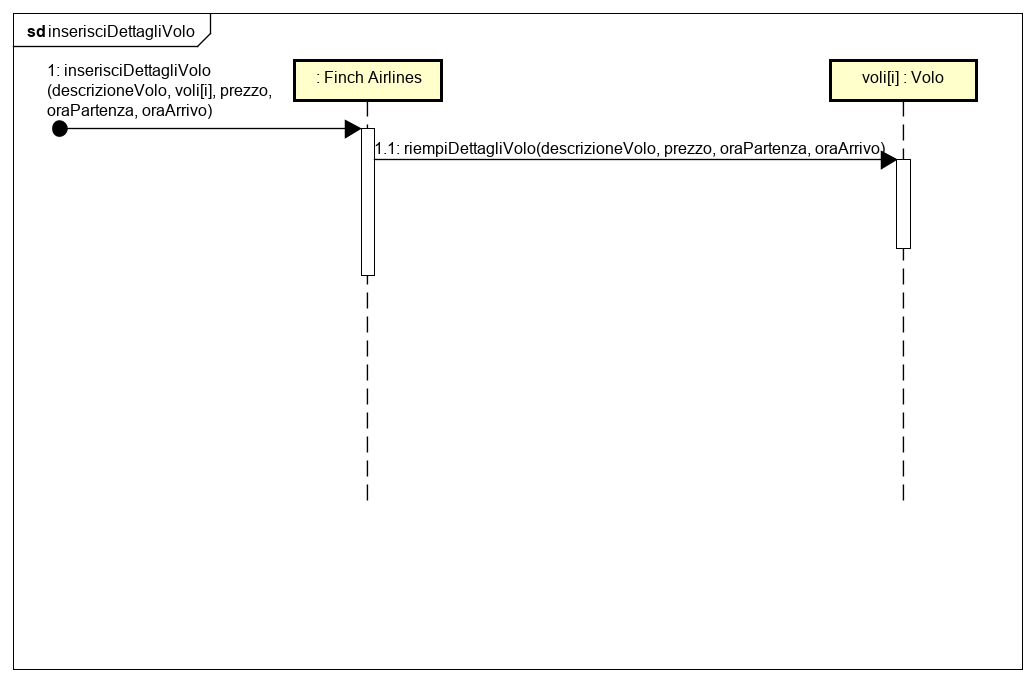 sd inserisciDettagliVolo
1: inserisciDettagliVolo
(descrizioneVolo, voli[i], prezzo,
oraPartenza, oraArrivo)
: Finch Airlines
voli[i] : Volo
1.1: riempiDettagliVolo(descrizioneVolo, prezzo, oraPartenza, oraArrivo)